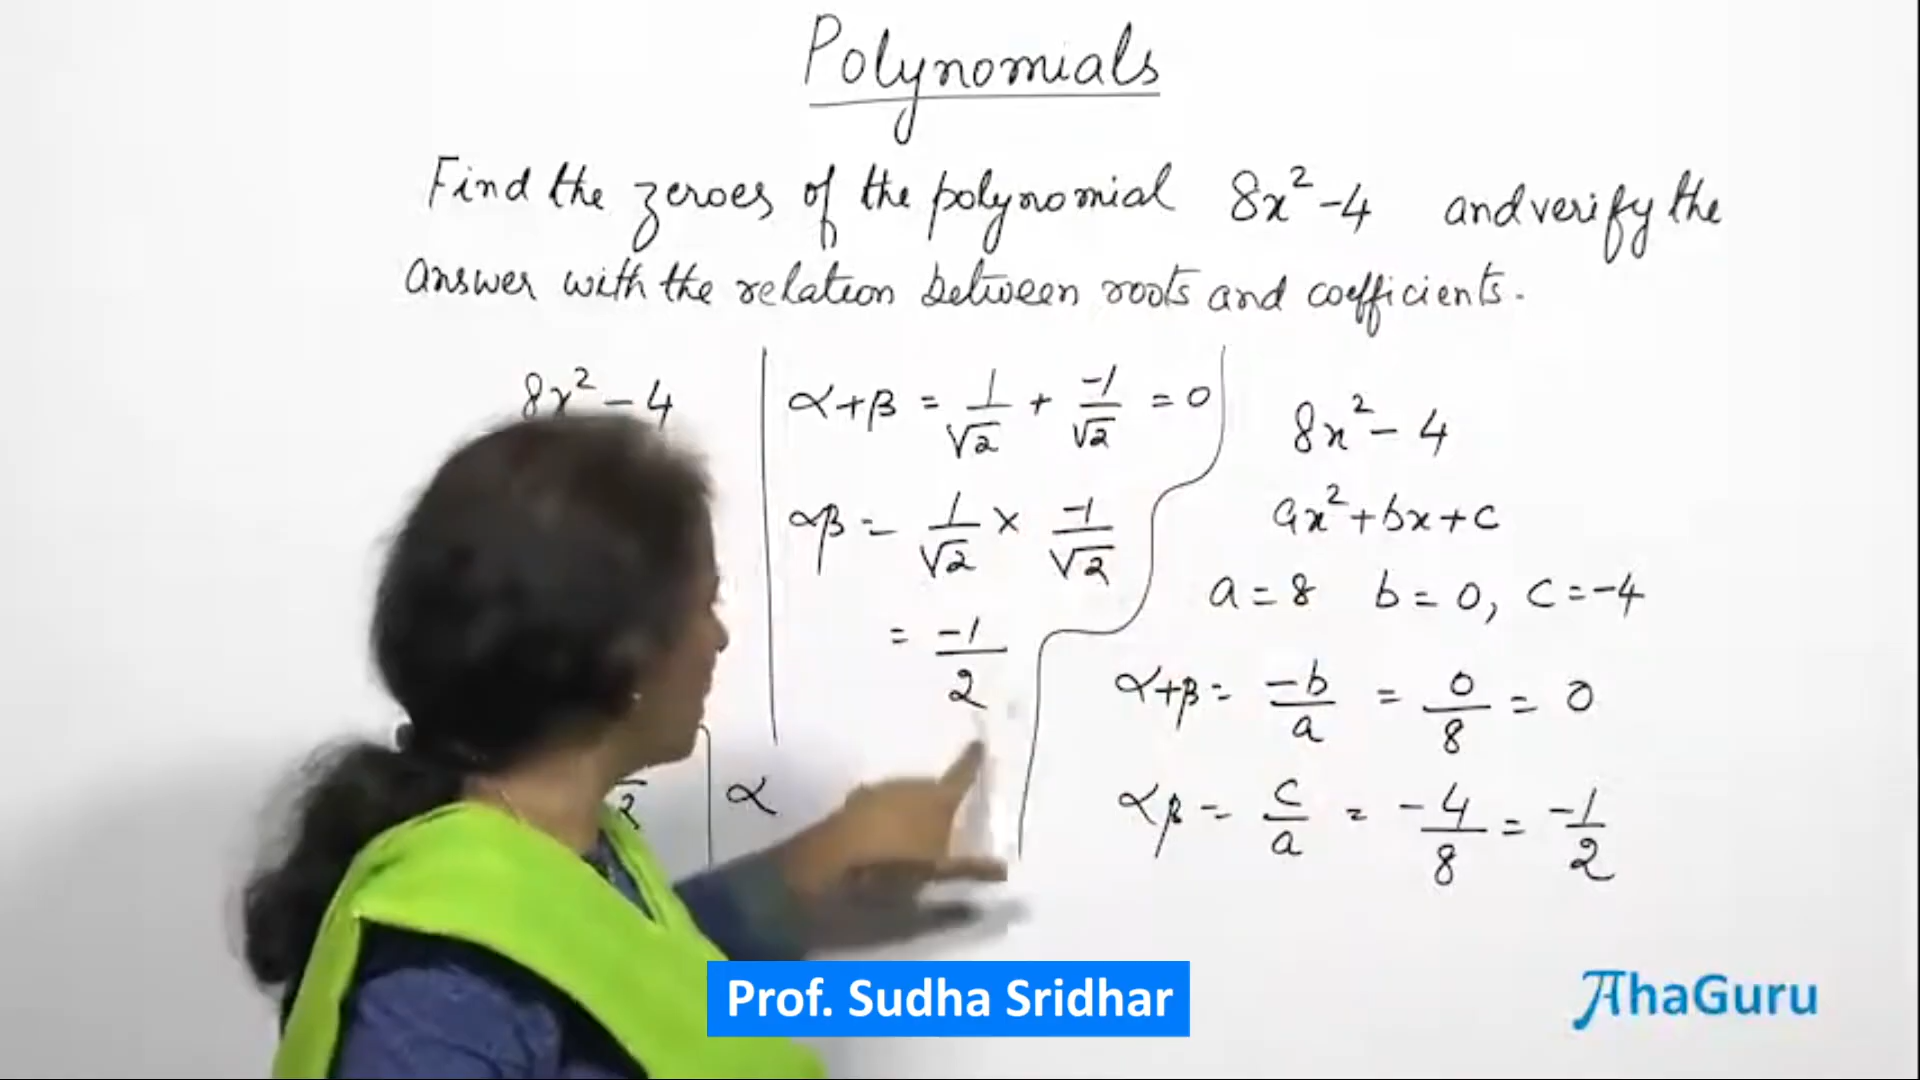 Polynomials
Find the zeroes of the polynomial 8x² -4 and verify the
answer with the relation between roots and coefficients.
8x² - 4
α
α+β = 1/√2 + -1/√2 = 0
αβ = 1/√2 × -1/√2
= -1/2
8x² - 4
ax² + bx + c
a = 8 b = 0, c = -4
α+β = -b/a = 0/8 = 0
αβ = c/a = -4/8 = -1/2
Prof. Sudha Sridhar
AhaGuru